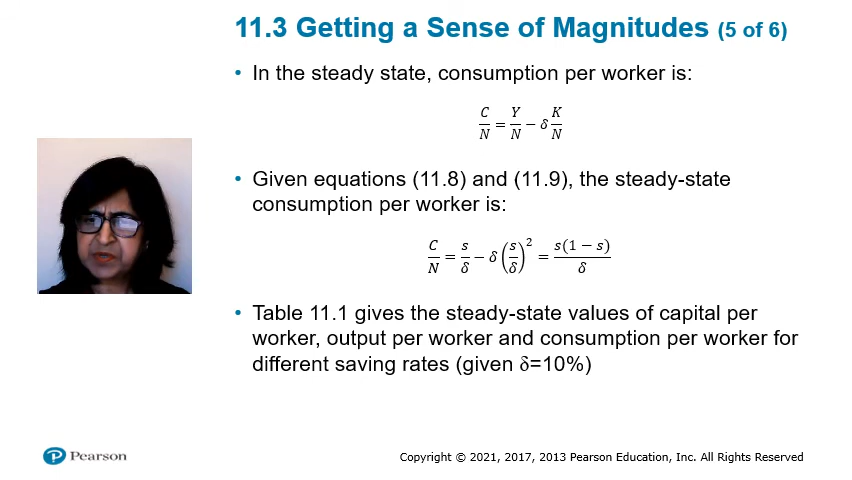 11.3 Getting a Sense of Magnitudes (5 of 6)
• In the steady state, consumption per worker is:
C/N = Y/N − δ K/N
• Given equations (11.8) and (11.9), the steady-state
consumption per worker is:
C/N = s/δ − δ (s/δ)² = s(1 − s)/δ
• Table 11.1 gives the steady-state values of capital per
worker, output per worker and consumption per worker for
different saving rates (given δ=10%)
Pearson
Copyright © 2021, 2017, 2013 Pearson Education, Inc. All Rights Reserved